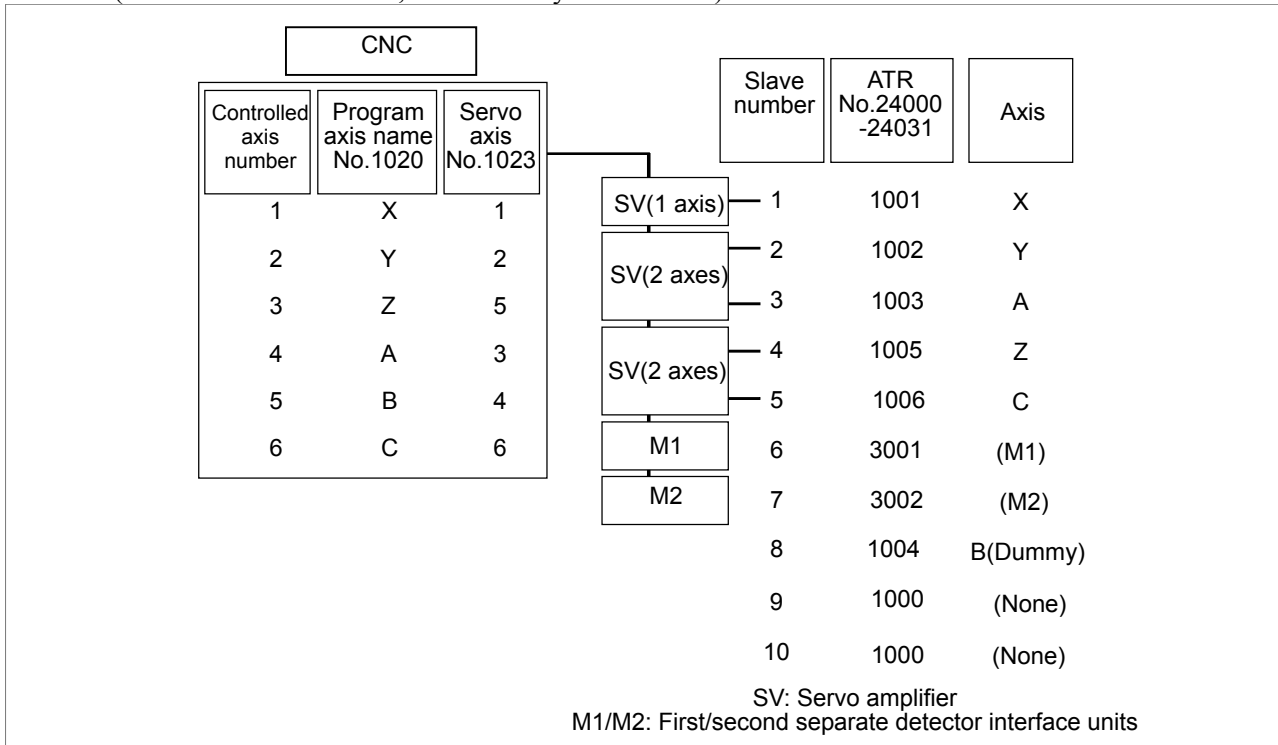 CNC
Controlled axis number
Program axis name No.1020
Servo axis No.1023
1 X 1
2 Y 2
3 Z 5
4 A 3
5 B 4
6 C 6
SV(1 axis)
SV(2 axes)
SV(2 axes)
M1
M2
Slave number
ATR No.24000 -24031
Axis
1 1001 X
2 1002 Y
3 1003 A
4 1005 Z
5 1006 C
6 3001 (M1)
7 3002 (M2)
8 1004 B(Dummy)
9 1000 (None)
10 1000 (None)
SV: Servo amplifier
M1/M2: First/second separate detector interface units